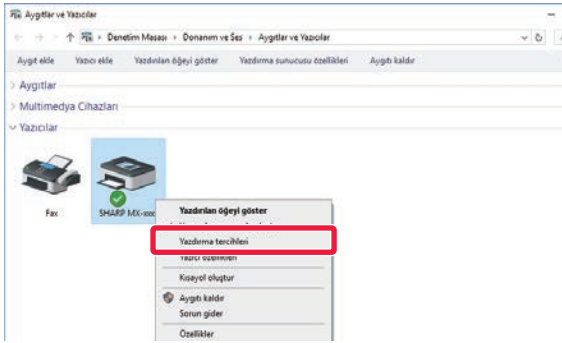 Aygıtlar ve Yazıcılar
Denetim Masası › Donanım ve Ses › Aygıtlar ve Yazıcılar
Aygıt ekle Yazıcı ekle Yazdırılan öğeyi göster Yazdırma sunucusu özellikleri Aygıtı kaldır
Aygıtlar
Multimedya Cihazları
Yazıcılar
Fax
SHARP MX-xxx
Yazdırılan öğeyi göster
Yazdırma tercihleri
Yazıcı özellikleri
Kısayol oluştur
Aygıtı kaldır
Sorun gider
Özellikler